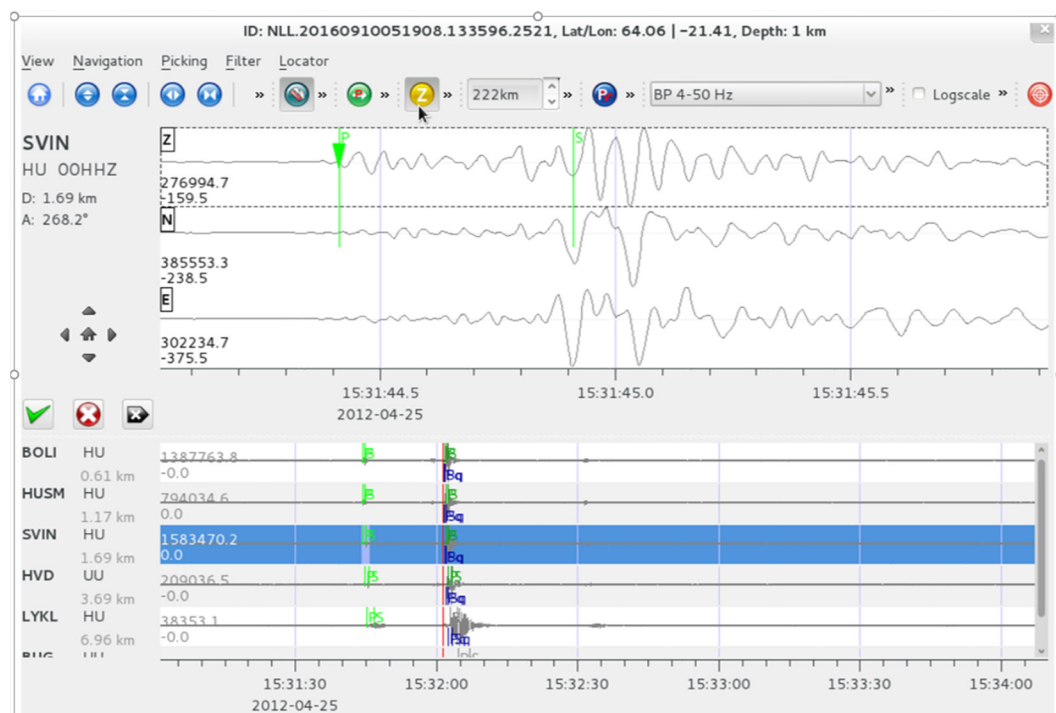 ID: NLL.20160910051908.133596.2521, Lat/Lon: 64.06 | -21.41, Depth: 1 km
View Navigation Picking Filter Locator
» » P » Z » 222km » P » BP 4-50 Hz » Logscale »
SVIN
HU 00HHZ
D: 1.69 km
A: 268.2°
Z P S
276994.7
-159.5
N
385553.3
-238.5
E
302234.7
-375.5
15:31:44.5 15:31:45.0 15:31:45.5
2012-04-25
BOLI HU 1387763.8
0.61 km -0.0 Bq
HUSM HU 794034.6
1.17 km 0.0 Bq
SVIN HU 1583470.2
1.69 km 0.0 Bq
HVD UU 209036.5 PS
3.69 km -0.0 Bq
LYKL HU 38353.1 PS
6.96 km -0.0
15:31:30 15:32:00 15:32:30 15:33:00 15:33:30 15:34:00
2012-04-25